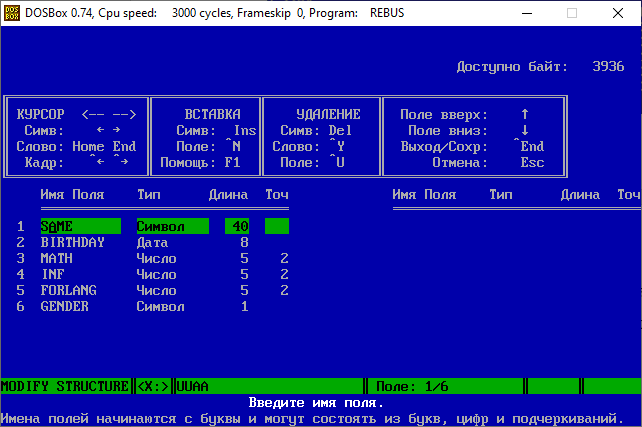 DOSBox 0.74, Cpu speed: 3000 cycles, Frameskip 0, Program: REBUS
Доступно байт: 3936
КУРСОР <-- --> ВСТАВКА УДАЛЕНИЕ Поле вверх: ↑
Симв: ← → Симв: Ins Симв: Del Поле вниз: ↓
Слово: Home End Поле: ^N Слово: ^Y Выход/Сохр: ^End
Кадр: ^← ^→ Помощь: F1 Поле: ^U Отмена: Esc
Имя Поля Тип Длина Точ Имя Поля Тип Длина Точ
1 SAME Символ 40
2 BIRTHDAY Дата 8
3 MATH Число 5 2
4 INF Число 5 2
5 FORLANG Число 5 2
6 GENDER Символ 1
MODIFY STRUCTURE <X:> UUAA Поле: 1/6
Введите имя поля.
Имена полей начинаются с буквы и могут состоять из букв, цифр и подчеркиваний.